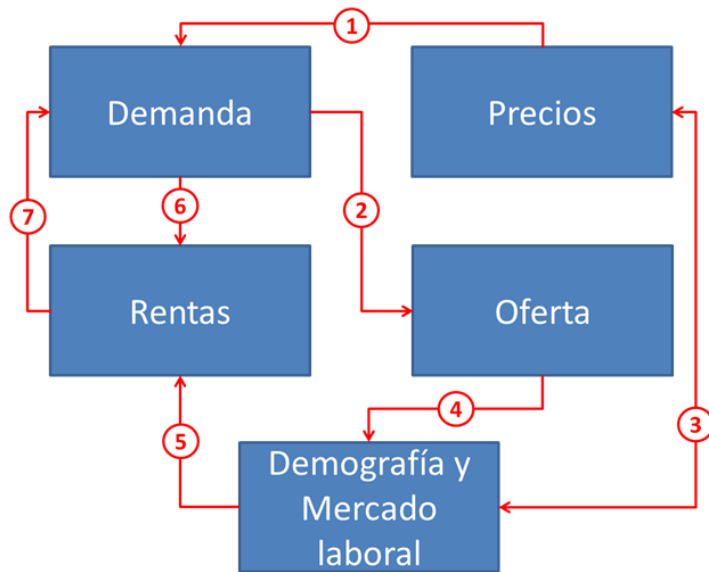 1
Demanda
Precios
7
6
2
Rentas
Oferta
4
5
3
Demografía y
Mercado
laboral